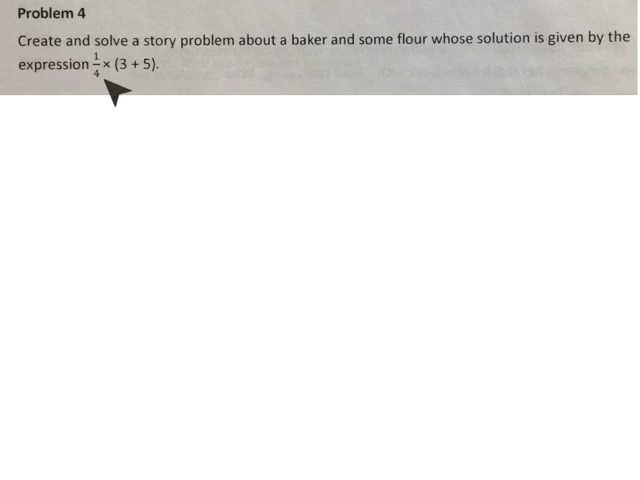 Problem 4
Create and solve a story problem about a baker and some flour whose solution is given by the
expression 1/4 × (3 + 5).